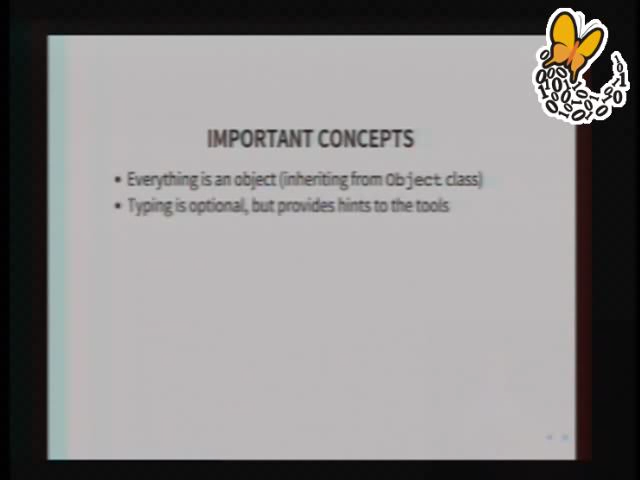 IMPORTANT CONCEPTS
• Everything is an object (inheriting from Object class)
• Typing is optional, but provides hints to the tools